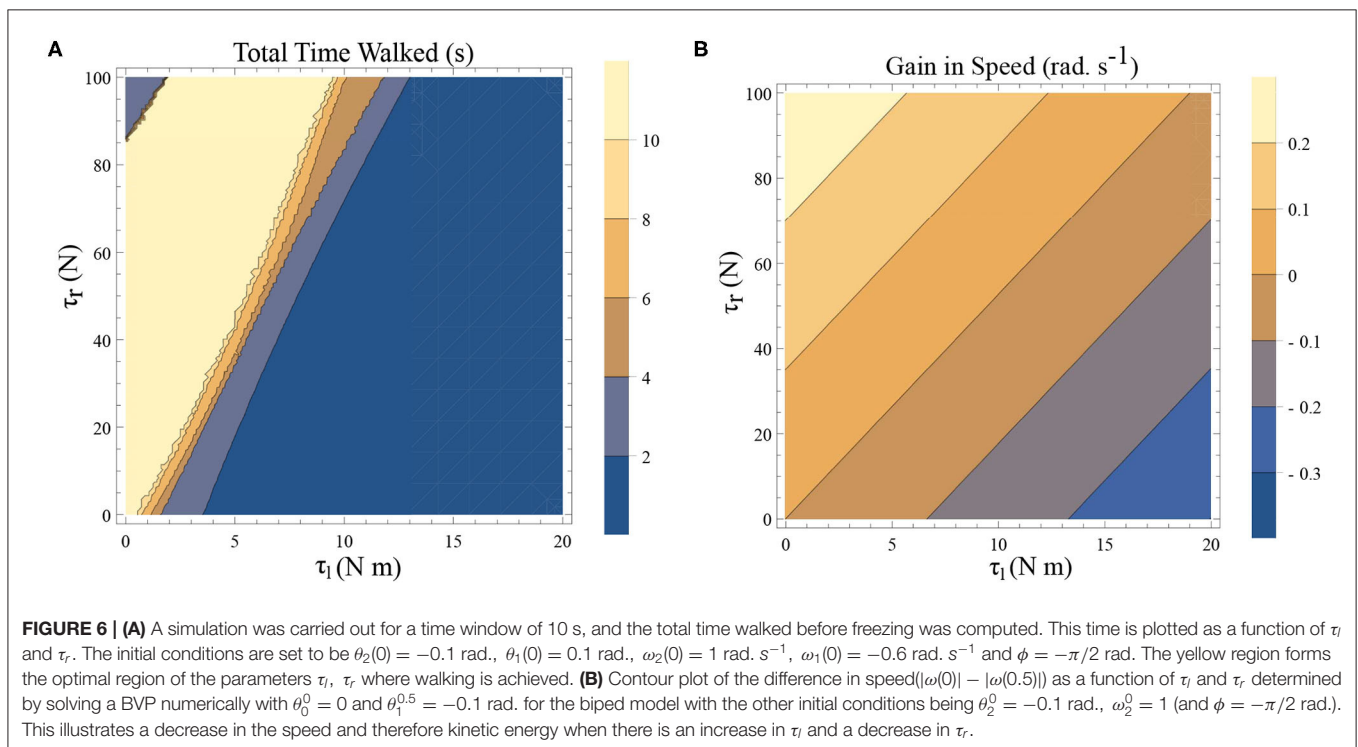 A
Total Time Walked (s)
100
80
60
40
20
0
τr (N)
0 5 10 15 20
τl (N m)
10
8
6
4
2
B
Gain in Speed (rad. s-1)
100
80
60
40
20
0
τr (N)
0 5 10 15 20
τl (N m)
0.2
0.1
0
- 0.1
- 0.2
- 0.3
FIGURE 6 | (A) A simulation was carried out for a time window of 10 s, and the total time walked before freezing was computed. This time is plotted as a function of τl
and τr. The initial conditions are set to be θ2(0) = −0.1 rad., θ1(0) = 0.1 rad., ω2(0) = 1 rad. s−1, ω1(0) = −0.6 rad. s−1 and ϕ = −π/2 rad. The yellow region forms
the optimal region of the parameters τl, τr where walking is achieved. (B) Contour plot of the difference in speed(|ω(0)| − |ω(0.5)|) as a function of τl and τr determined
by solving a BVP numerically with θ00 = 0 and θ10.5 = −0.1 rad. for the biped model with the other initial conditions being θ20 = −0.1 rad., ω20 = 1 (and ϕ = −π/2 rad.).
This illustrates a decrease in the speed and therefore kinetic energy when there is an increase in τl and a decrease in τr.